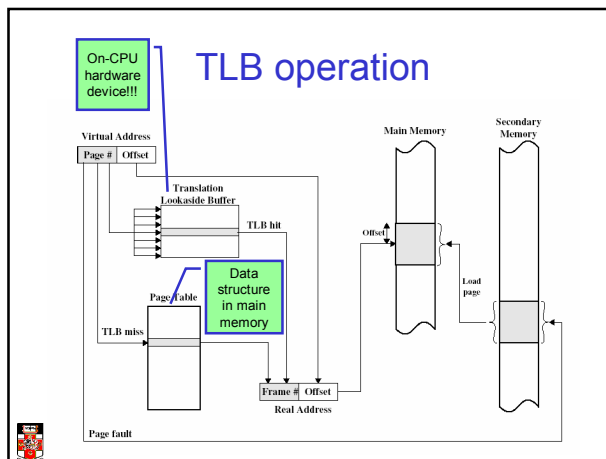 TLB operation
On-CPU
hardware
device!!!
Virtual Address
Page #
Offset
Translation
Lookaside Buffer
TLB hit
Main Memory
Secondary
Memory
Offset
Load
page
Data
structure
in main
memory
Page Table
TLB miss
Frame #
Offset
Real Address
Page fault